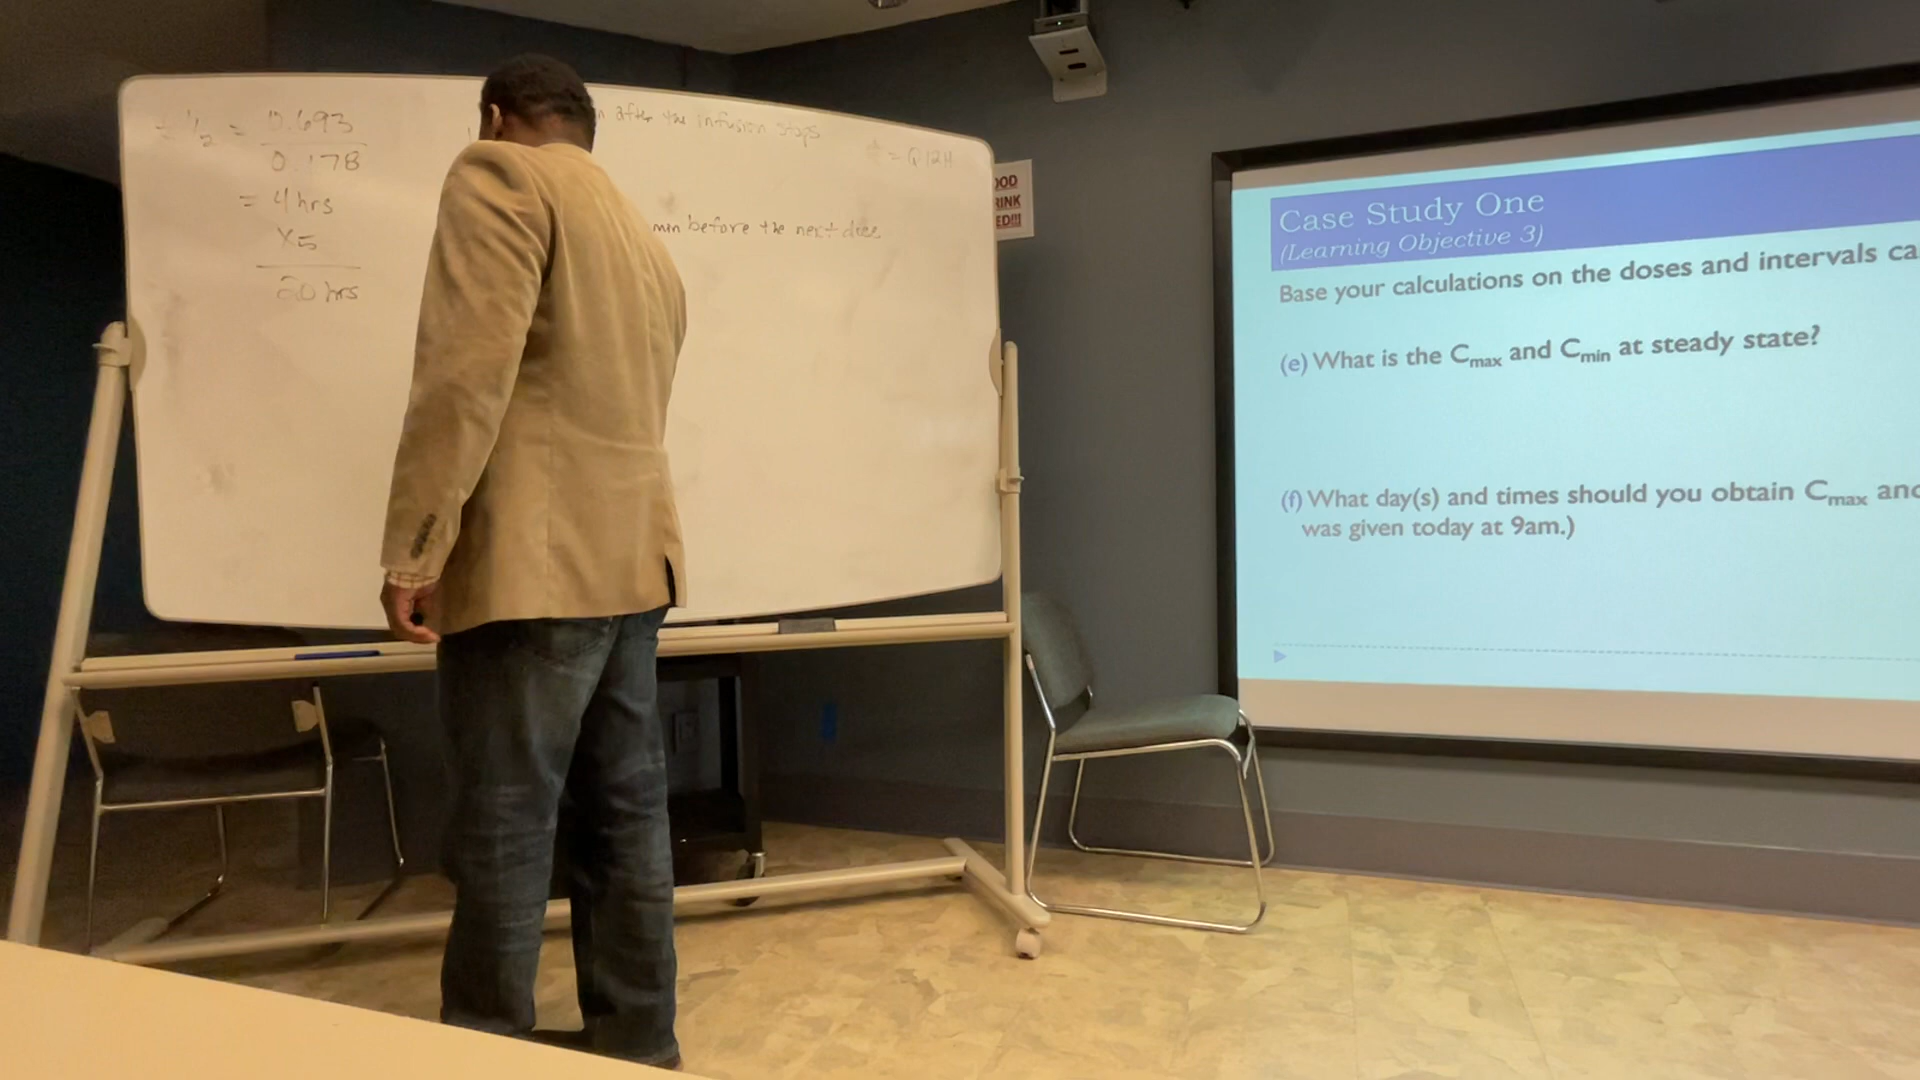 t 1/2 = 0.693
0.178
= 4 hrs
x5
20 hrs
after the infusion stops
= Q12H
min before the next dose
OOD
RINK
ED!!!
Case Study One
(Learning Objective 3)
Base your calculations on the doses and intervals ca
(e) What is the Cmax and Cmin at steady state?
(f) What day(s) and times should you obtain Cmax and
was given today at 9am.)